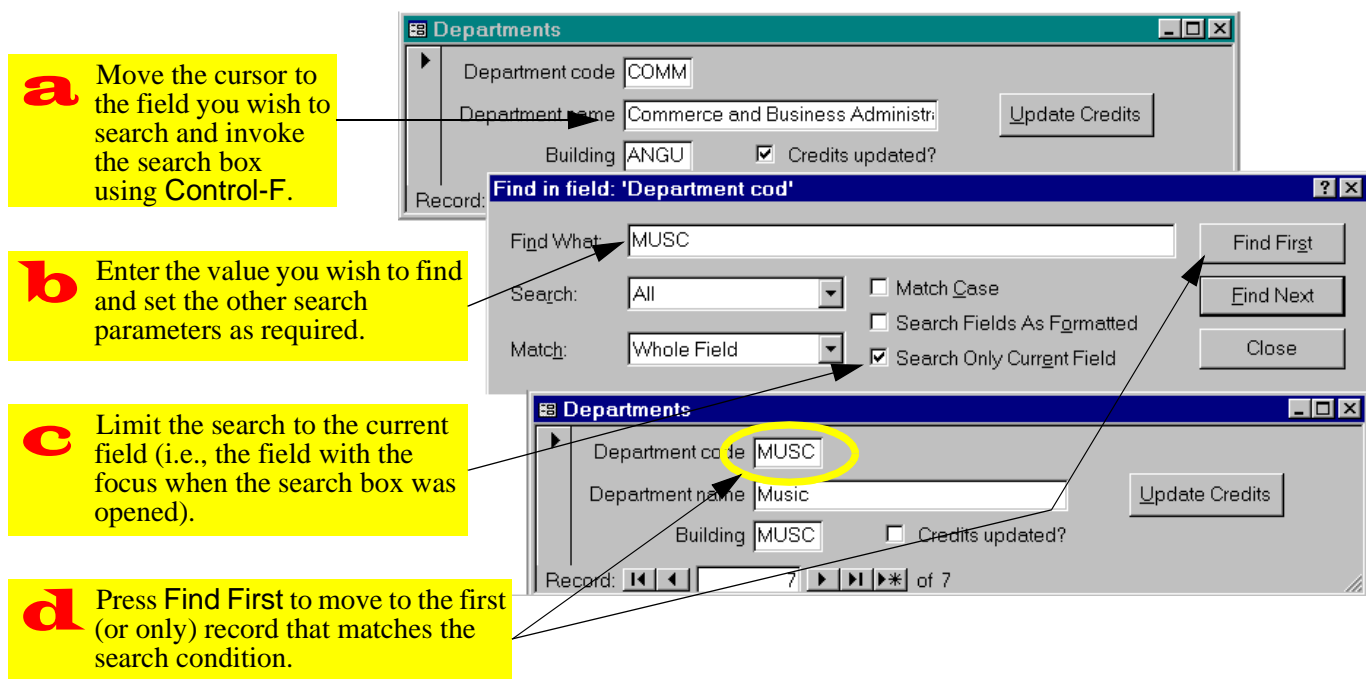 Departments
Department code COMM
Department name Commerce and Business Administr
Update Credits
Building ANGU Credits updated?
Record:
a
Move the cursor to
the field you wish to
search and invoke
the search box
using Control-F.
Find in field: 'Department cod'
Find What: MUSC
Find First
Search: All
Match Case
Find Next
Search Fields As Formatted
Match: Whole Field
Search Only Current Field
Close
b
Enter the value you wish to find
and set the other search
parameters as required.
c
Limit the search to the current
field (i.e., the field with the
focus when the search box was
opened).
Departments
Department code MUSC
Department name Music
Update Credits
Building MUSC Credits updated?
Record: 7 of 7
d
Press Find First to move to the first
(or only) record that matches the
search condition.